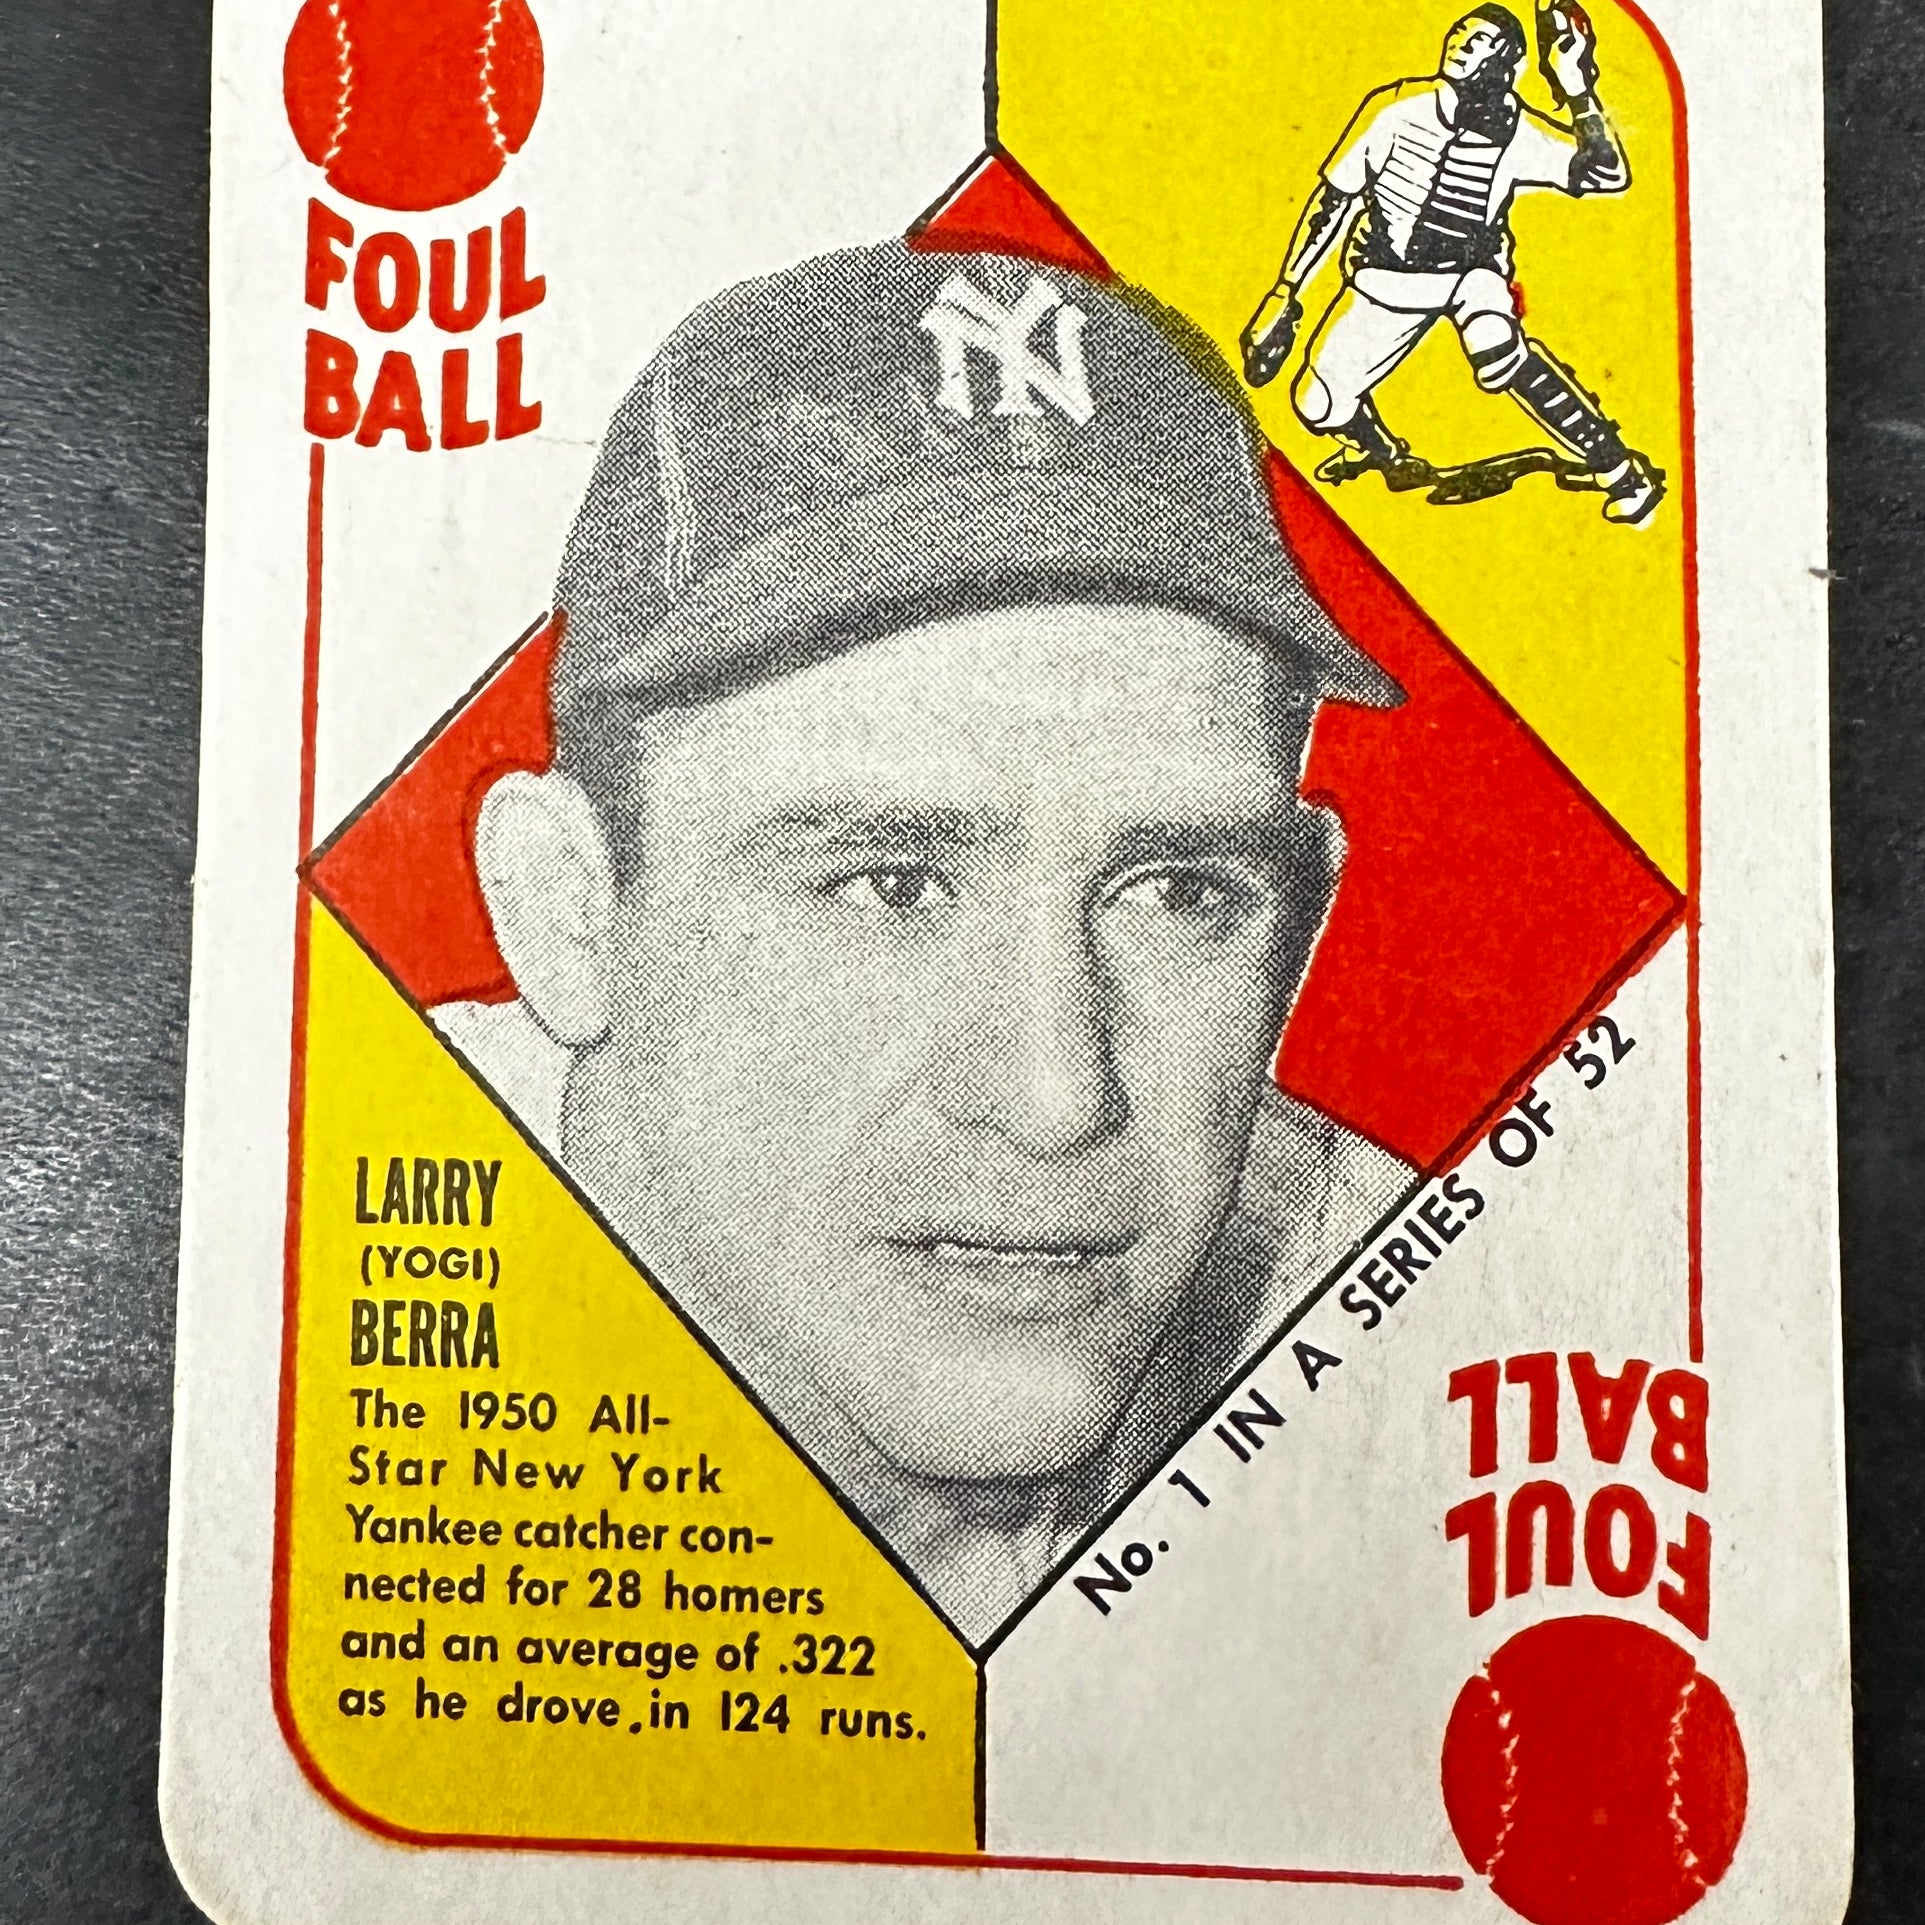 FOUL
BALL
NY
LARRY
(YOGI)
BERRA
The 1950 All-
Star New York
Yankee catcher con-
nected for 28 homers
and an average of .322
as he drove in 124 runs.
No. 1 IN A SERIES OF 52
FOUL
BALL